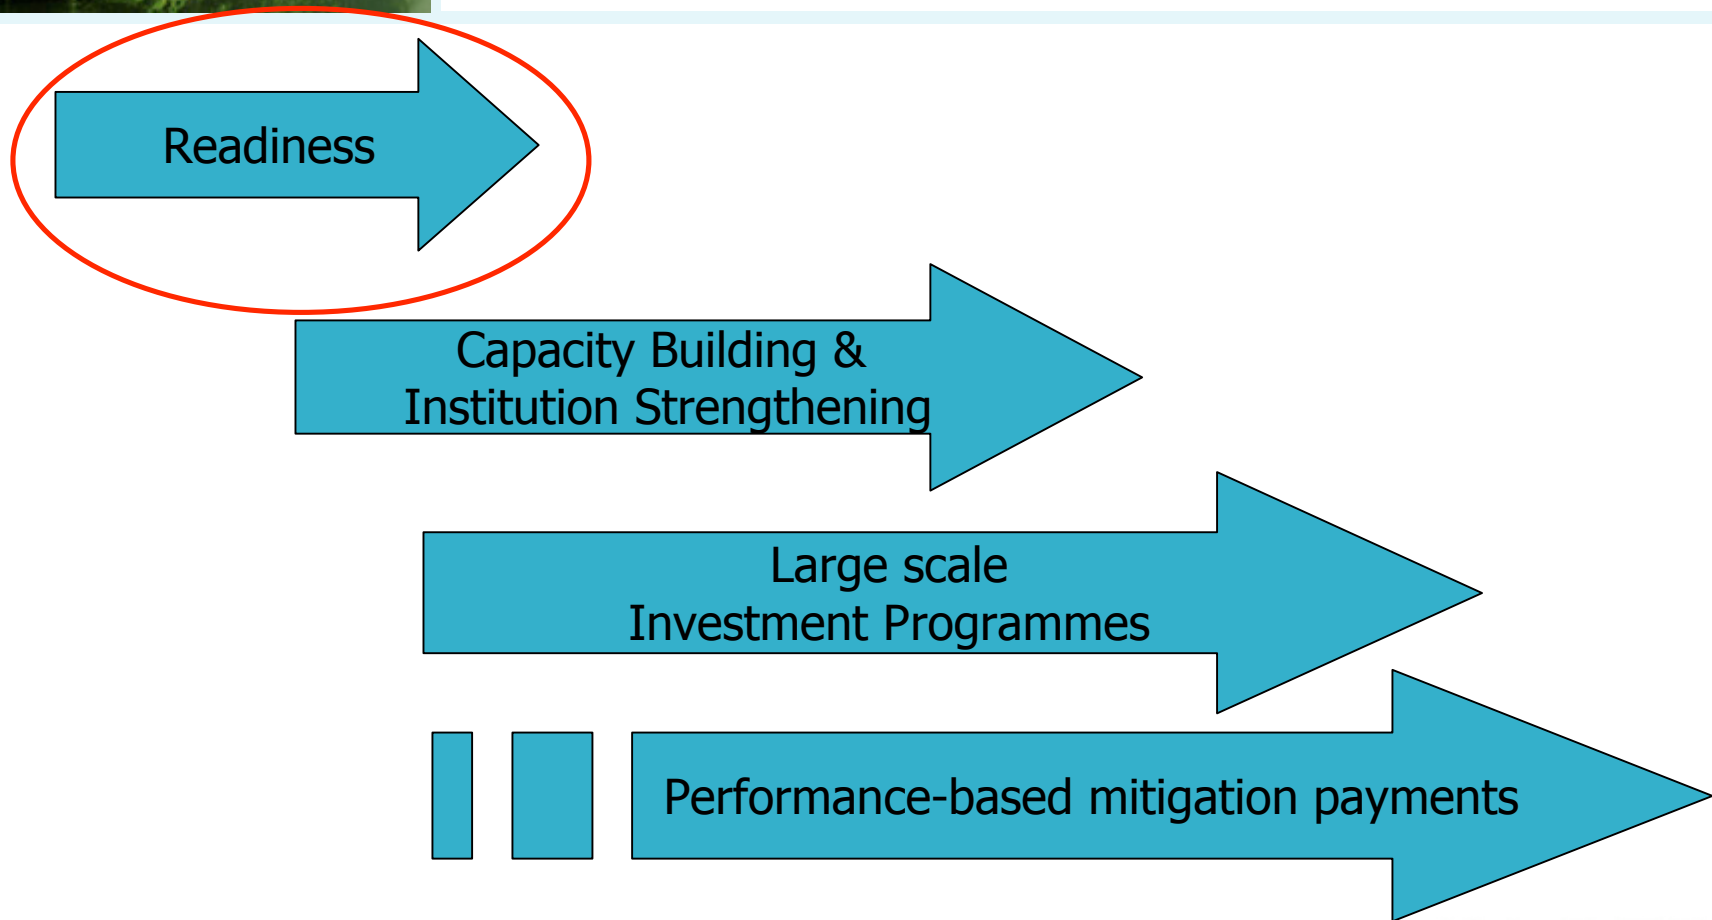 Readiness
Capacity Building &
Institution Strengthening
Large scale
Investment Programmes
Performance-based mitigation payments